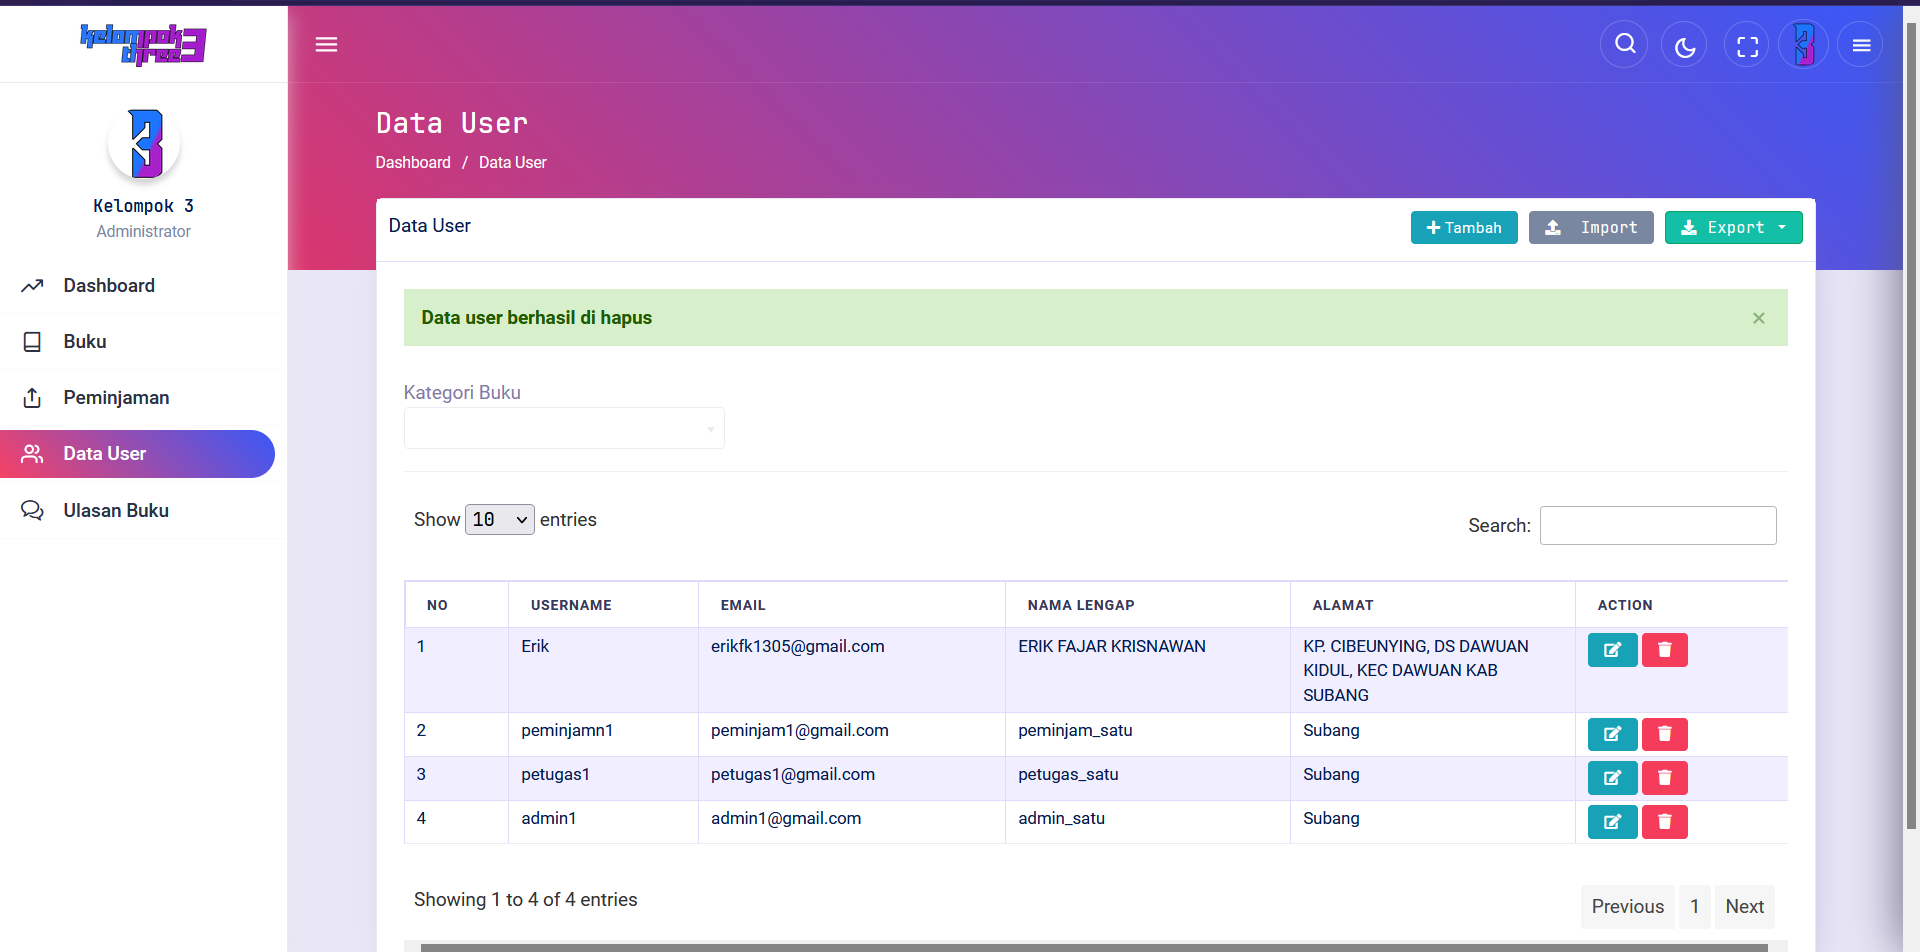 kelompok
three 3
Data User
Dashboard / Data User
Kelompok 3
Administrator
Dashboard
Buku
Peminjaman
Data User
Ulasan Buku
Data User
Tambah
Import
Export
Data user berhasil di hapus
×
Kategori Buku
Show 10 entries
Search:
NO USERNAME EMAIL NAMA LENGAP ALAMAT ACTION
1 Erik erikfk1305@gmail.com ERIK FAJAR KRISNAWAN KP. CIBEUNYING, DS DAWUAN
KIDUL, KEC DAWUAN KAB
SUBANG
2 peminjamn1 peminjam1@gmail.com peminjam_satu Subang
3 petugas1 petugas1@gmail.com petugas_satu Subang
4 admin1 admin1@gmail.com admin_satu Subang
Showing 1 to 4 of 4 entries
Previous 1 Next